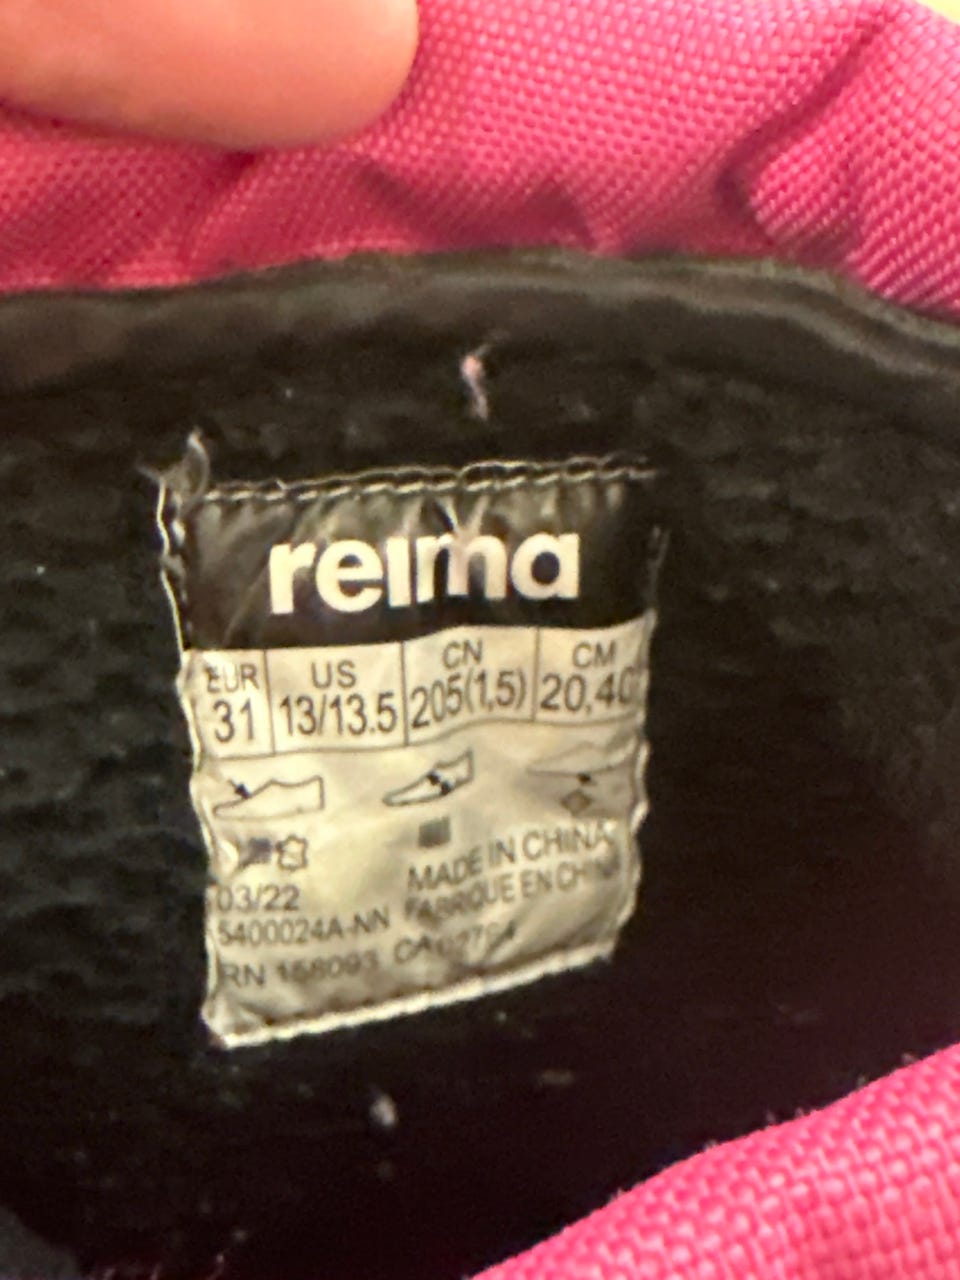 reima
EUR US CN CM
31 13/13.5 205(1,5) 20,40
03/22 MADE IN CHINA
5400024A-NN FABRIQUE EN CHINE
RN 158093